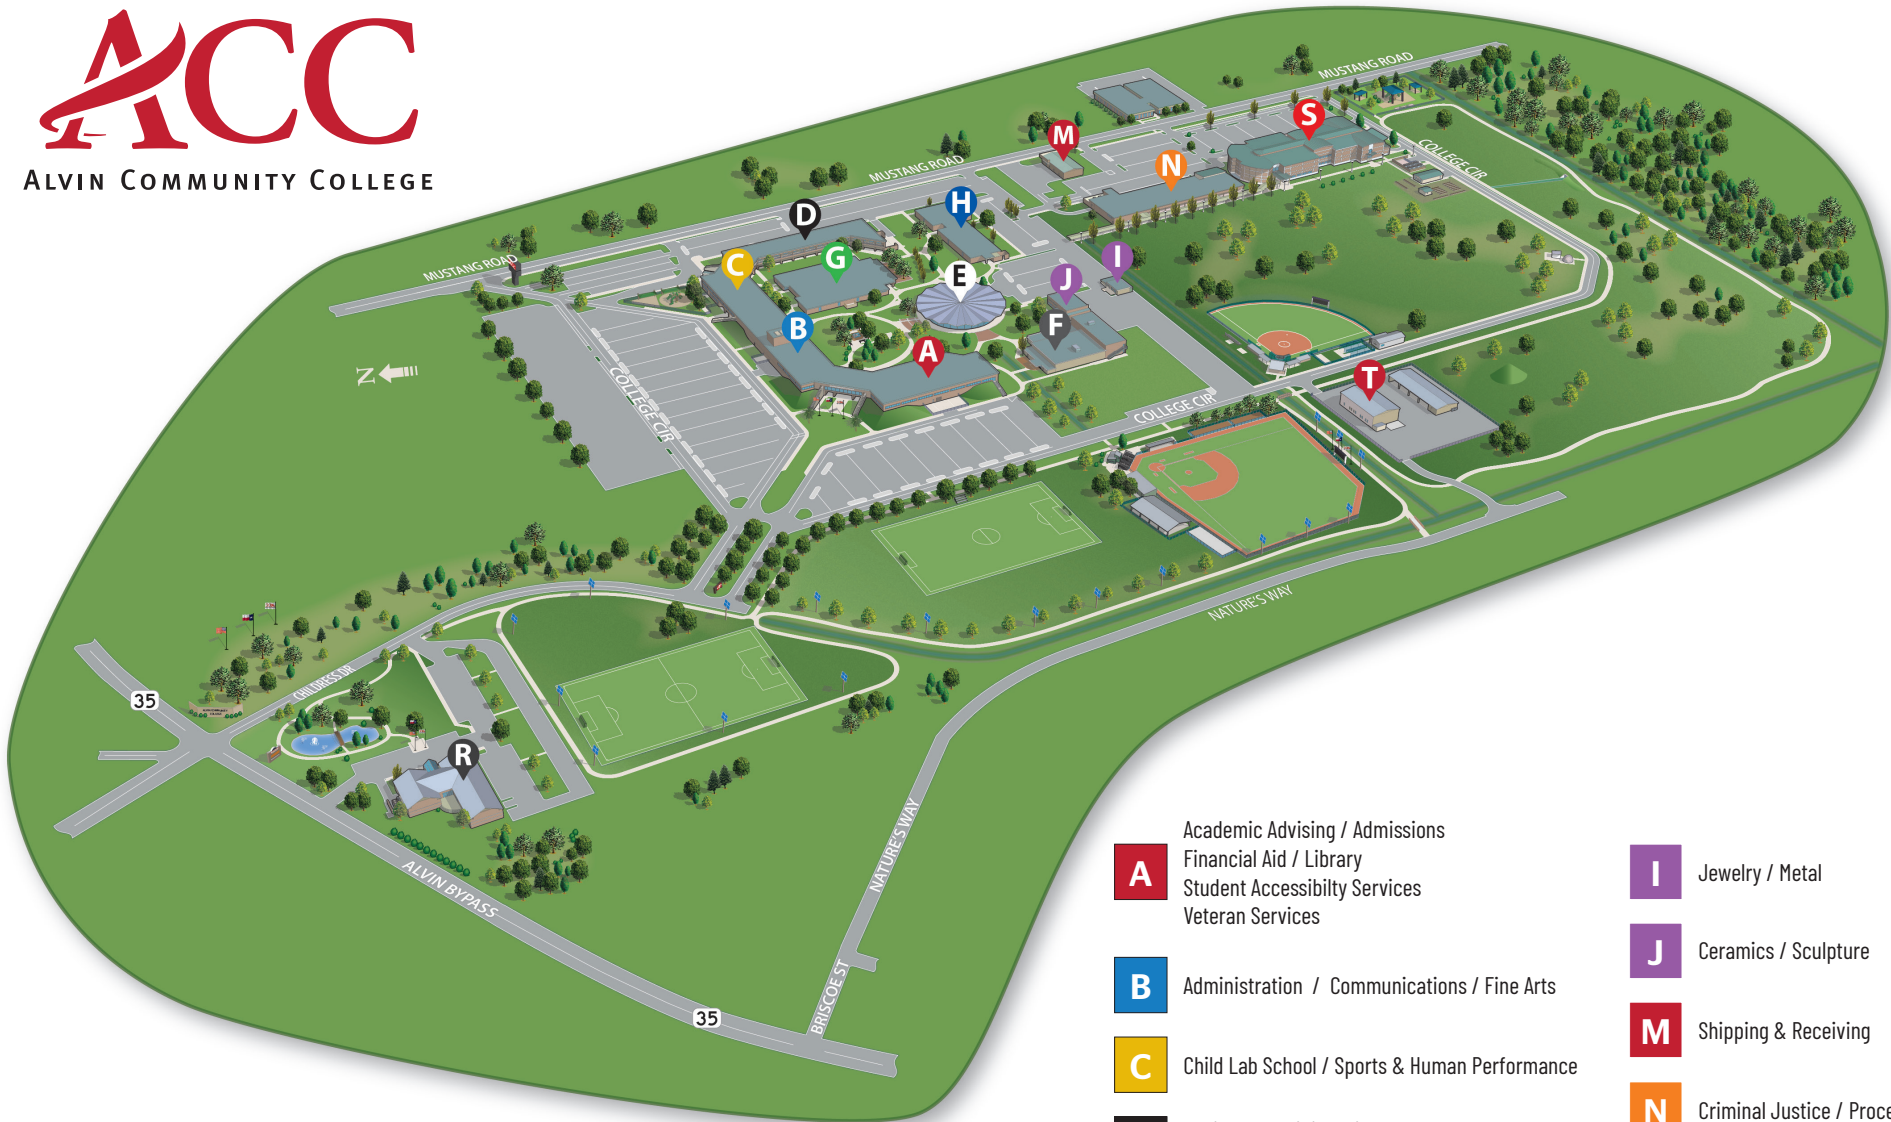 ACC
ALVIN COMMUNITY COLLEGE
MUSTANG ROAD
S
M
MUSTANG ROAD
N
COLLEGE CIR
H
D
G
C
I
J
E
MUSTANG ROAD
F
B
A
N
COLLEGE CIR
T
COLLEGE CIR
NATURE'S WAY
CHILDRESS DR
35
R
ALVIN BYPASS
NATURE'S WAY
BRISCOE ST
35
A
Academic Advising / Admissions
Financial Aid / Library
Student Accessibilty Services
Veteran Services
B
Administration / Communications / Fine Arts
C
Child Lab School / Sports & Human Performance
I
Jewelry / Metal
J
Ceramics / Sculpture
M
Shipping & Receiving
N
Criminal Justice / Proce